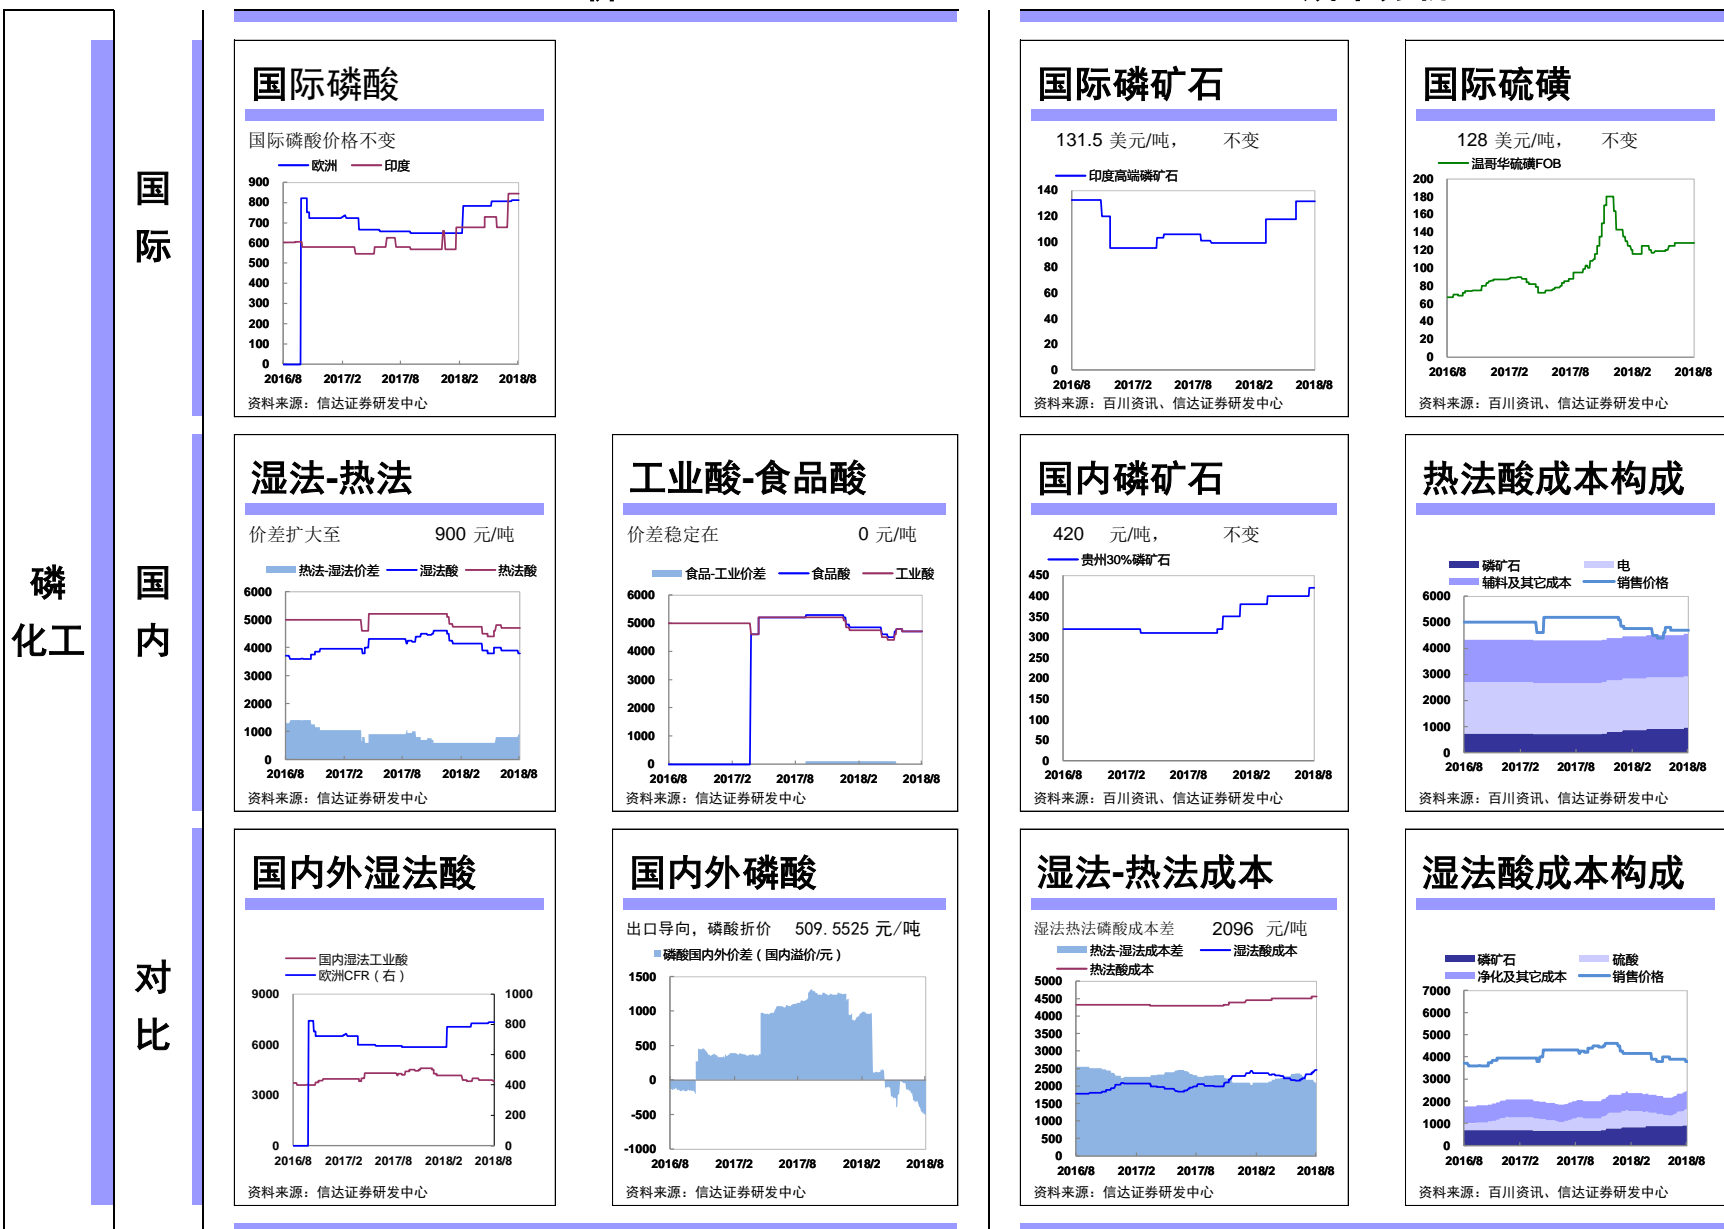 磷
化工
国
际
国
内
对
比
国际磷酸
国际磷酸价格不变
欧洲 印度
900
800
700
600
500
400
300
200
100
0
2016/8 2017/2 2017/8 2018/2 2018/8
资料来源：信达证券研发中心
国际磷矿石
131.5 美元/吨， 不变
印度高端磷矿石
140
120
100
80
60
40
20
0
2016/8 2017/2 2017/8 2018/2 2018/8
资料来源：百川资讯、信达证券研发中心
国际硫磺
128 美元/吨， 不变
温哥华硫磺FOB
200
180
160
140
120
100
80
60
40
20
0
2016/8 2017/2 2017/8 2018/2 2018/8
资料来源：百川资讯、信达证券研发中心
湿法-热法
价差扩大至 900 元/吨
热法-湿法价差 湿法酸 热法酸
6000
5000
4000
3000
2000
1000
0
2016/8 2017/2 2017/8 2018/2 2018/8
资料来源：信达证券研发中心
工业酸-食品酸
价差稳定在 0 元/吨
食品-工业价差 食品酸 工业酸
6000
5000
4000
3000
2000
1000
0
2016/8 2017/2 2017/8 2018/2 2018/8
资料来源：信达证券研发中心
国内磷矿石
420 元/吨， 不变
贵州30%磷矿石
450
400
350
300
250
200
150
100
50
0
2016/8 2017/2 2017/8 2018/2 2018/8
资料来源：百川资讯、信达证券研发中心
热法酸成本构成
磷矿石 电
辅料及其它成本 销售价格
6000
5000
4000
3000
2000
1000
0
2016/8 2017/2 2017/8 2018/2 2018/8
资料来源：百川资讯、信达证券研发中心
国内外湿法酸
国内湿法工业酸
欧洲CFR（右）
9000 1000
800
6000
600
400
3000
200
0 0
2016/8 2017/2 2017/8 2018/2 2018/8
资料来源：信达证券研发中心
国内外磷酸
出口导向，磷酸折价 509.5525 元/吨
磷酸国内外价差（国内溢价/元）
1500
1000
500
0
-500
-1000
2016/8 2017/2 2017/8 2018/2 2018/8
资料来源：信达证券研发中心
湿法-热法成本
湿法热法磷酸成本差 2096 元/吨
热法-湿法成本差 湿法酸成本
热法酸成本
5000
4500
4000
3500
3000
2500
2000
1500
1000
500
0
2016/8 2017/2 2017/8 2018/2 2018/8
资料来源：百川资讯、信达证券研发中心
湿法酸成本构成
磷矿石 硫酸
净化及其它成本 销售价格
7000
6000
5000
4000
3000
2000
1000
0
2016/8 2017/2 2017/8 2018/2 2018/8
资料来源：百川资讯、信达证券研发中心